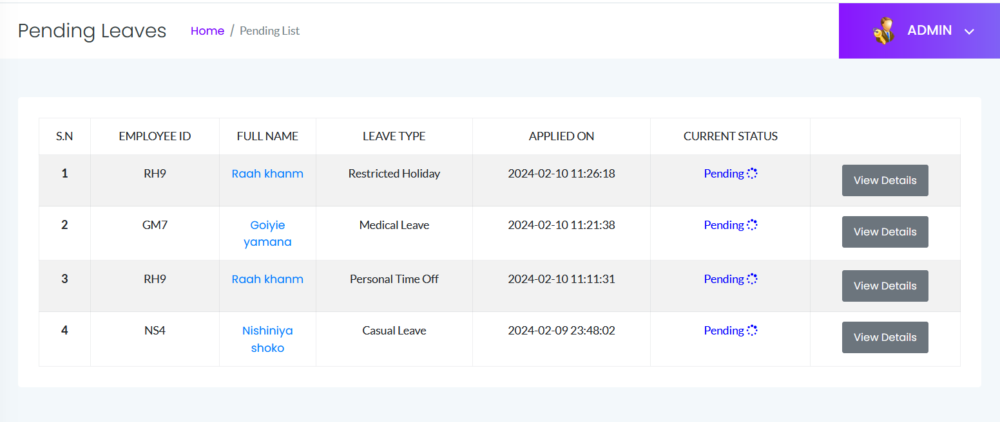 Pending Leaves Home / Pending List ADMIN
S.N EMPLOYEE ID FULL NAME LEAVE TYPE APPLIED ON CURRENT STATUS
1 RH9 Raah khanm Restricted Holiday 2024-02-10 11:26:18 Pending View Details
2 GM7 Goiyie yamana Medical Leave 2024-02-10 11:21:38 Pending View Details
3 RH9 Raah khanm Personal Time Off 2024-02-10 11:11:31 Pending View Details
4 NS4 Nishiniya shoko Casual Leave 2024-02-09 23:48:02 Pending View Details